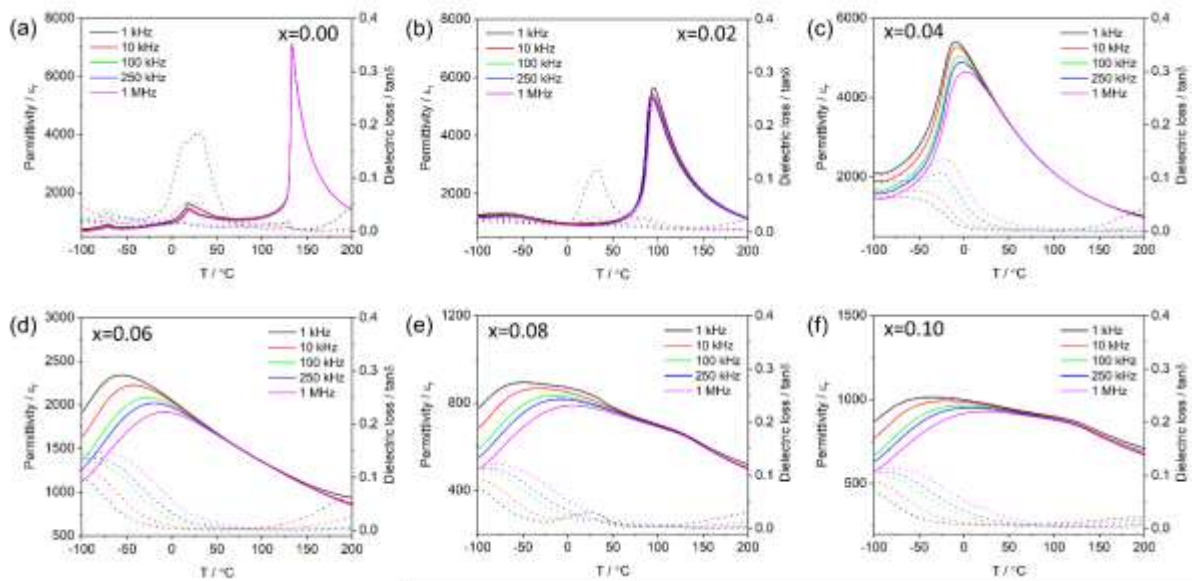 (a)
x=0.00
1 kHz
10 kHz
100 kHz
250 kHz
1 MHz
Permittivity / εr
8000
6000
4000
2000
Dielectric loss / tanδ
0.4
0.3
0.2
0.1
0.0
-100 -50 0 50 100 150 200
T / °C
(b)
x=0.02
1 kHz
10 kHz
100 kHz
250 kHz
1 MHz
Permittivity / εr
8000
6000
4000
2000
Dielectric loss / tanδ
0.4
0.3
0.2
0.1
0.0
-100 -50 0 50 100 150 200
T / °C
(c)
x=0.04
1 kHz
10 kHz
100 kHz
250 kHz
1 MHz
Permittivity / εr
6000
4000
2000
Dielectric loss / tanδ
0.4
0.3
0.2
0.1
0.0
-100 -50 0 50 100 150 200
T / °C
(d)
x=0.06
1 kHz
10 kHz
100 kHz
250 kHz
1 MHz
Permittivity / εr
3000
2500
2000
1500
1000
500
Dielectric loss / tanδ
0.4
0.3
0.2
0.1
0.0
-100 -50 0 50 100 150 200
T / °C
(e)
x=0.08
1 kHz
10 kHz
100 kHz
250 kHz
1 MHz
Permittivity / εr
1200
800
400
Dielectric loss / tanδ
0.4
0.3
0.2
0.1
0.0
-100 -50 0 50 100 150 200
T / °C
(f)
x=0.10
1 kHz
10 kHz
100 kHz
250 kHz
1 MHz
Permittivity / εr
1500
1000
500
Dielectric loss / tanδ
0.4
0.3
0.2
0.1
0.0
-100 -50 0 50 100 150 200
T / °C